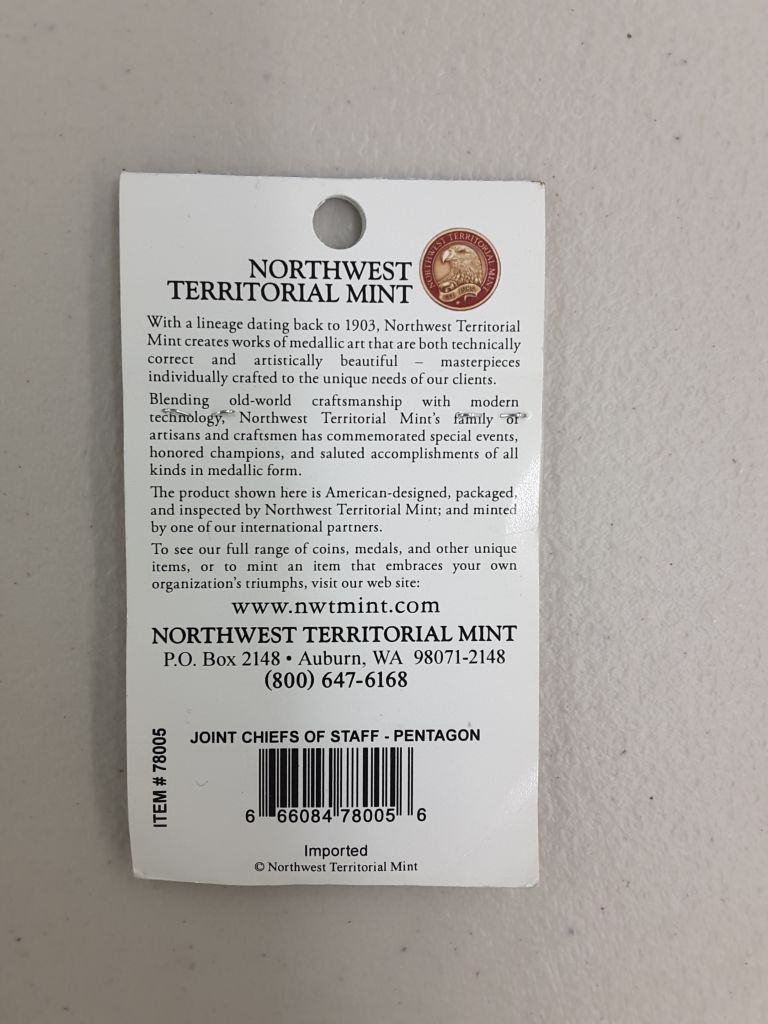 NORTHWEST
TERRITORIAL MINT
NORTHWEST TERRITORIAL MINT
With a lineage dating back to 1903, Northwest Territorial
Mint creates works of medallic art that are both technically
correct and artistically beautiful – masterpieces
individually crafted to the unique needs of our clients.
Blending old-world craftsmanship with modern
technology, Northwest Territorial Mint's family of
artisans and craftsmen has commemorated special events,
honored champions, and saluted accomplishments of all
kinds in medallic form.
The product shown here is American-designed, packaged,
and inspected by Northwest Territorial Mint; and minted
by one of our international partners.
To see our full range of coins, medals, and other unique
items, or to mint an item that embraces your own
organization's triumphs, visit our web site:
www.nwtmint.com
NORTHWEST TERRITORIAL MINT
P.O. Box 2148 • Auburn, WA 98071-2148
(800) 647-6168
ITEM # 78005
JOINT CHIEFS OF STAFF - PENTAGON
6 66084 78005 6
Imported
© Northwest Territorial Mint